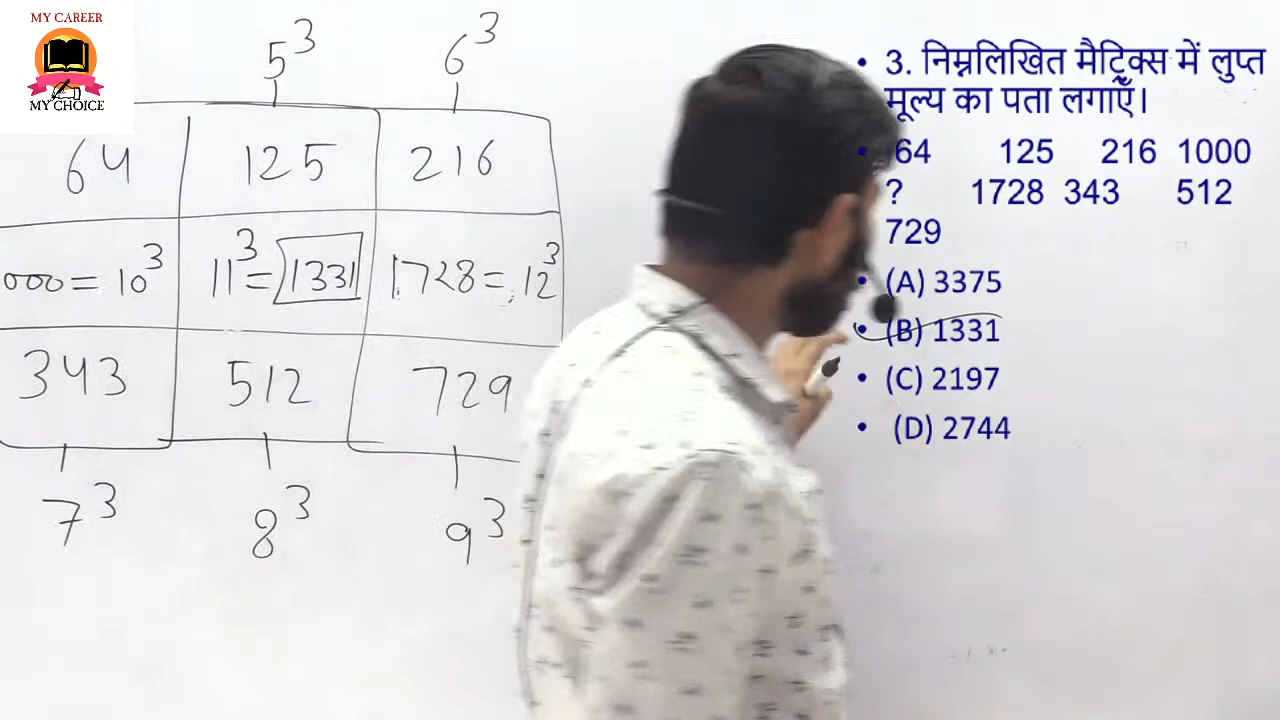 MY CAREER
MY CHOICE
5³ 6³
64 125 216
000 = 10³ 11³ = 1331 1728 = 12³
343 512 729
7³ 8³ 9³
• 3. निम्नलिखित मैट्रिक्स में लुप्त
मूल्य का पता लगाएँ।
• 64 125 216 1000
? 1728 343 512
729
• (A) 3375
• (B) 1331
• (C) 2197
• (D) 2744